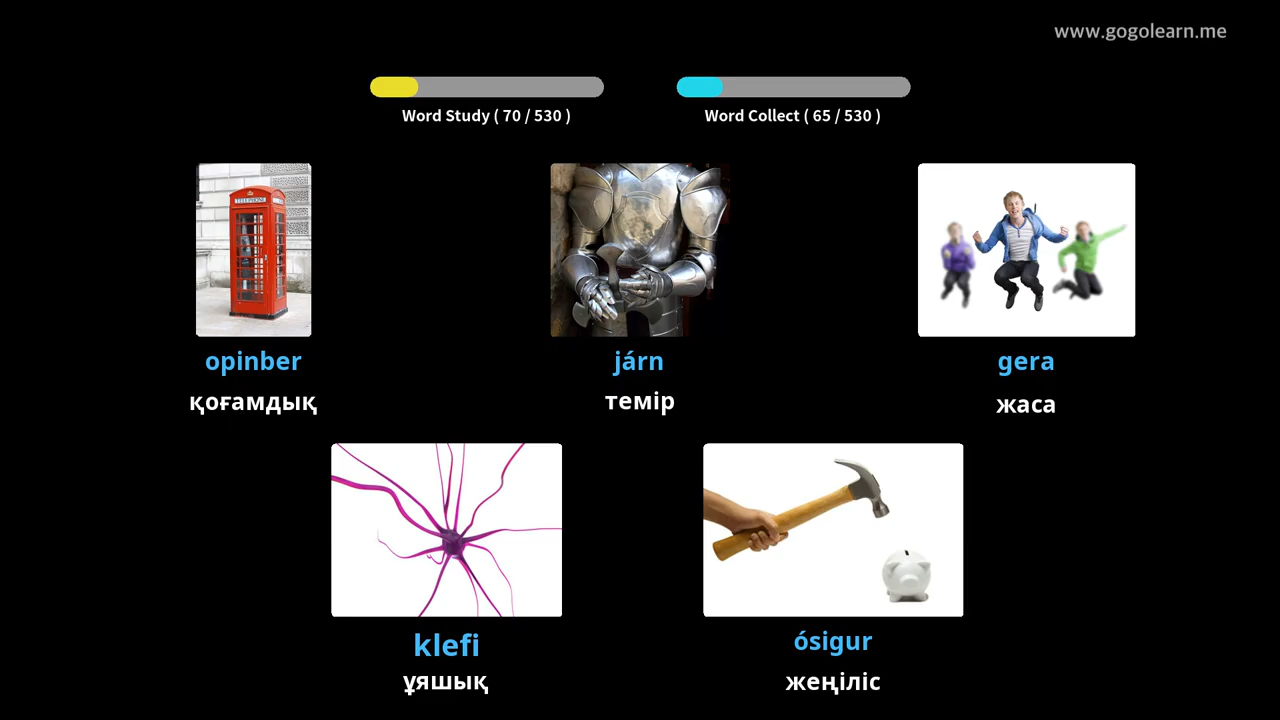 www.gogolearn.me
Word Study ( 70 / 530 )
Word Collect ( 65 / 530 )
TELEPHONE
opinber
járn
gera
қоғамдық
темір
жаса
klefi
ósigur
ұяшық
жеңіліс